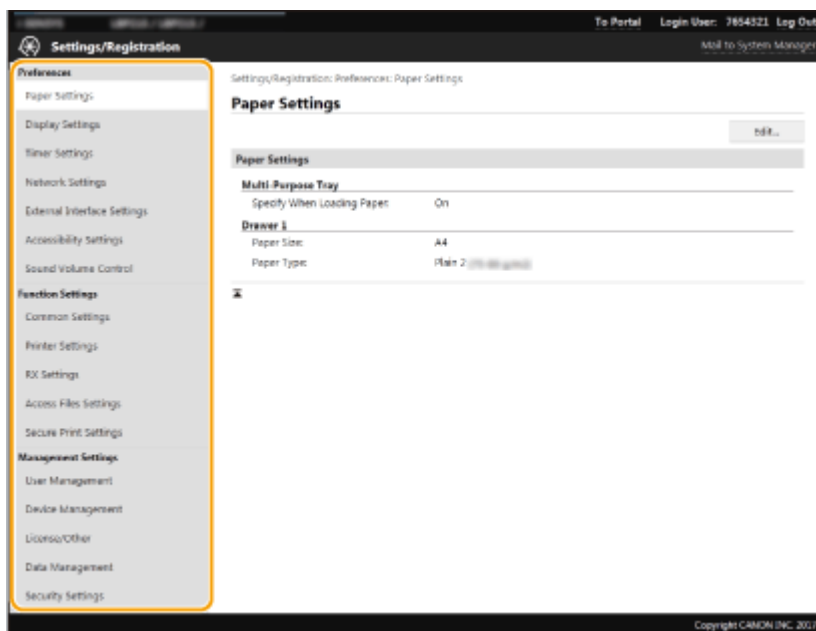 To Portal Login User: 7654321 Log Out
Settings/Registration
Mail to System Manager
Preferences
Paper Settings
Display Settings
Timer Settings
Network Settings
External Interface Settings
Accessibility Settings
Sound Volume Control
Function Settings
Common Settings
Printer Settings
RX Settings
Access Files Settings
Secure Print Settings
Management Settings
User Management
Device Management
License/Other
Data Management
Security Settings
Settings/Registration: Preferences: Paper Settings
Paper Settings
Edit...
Paper Settings
Multi-Purpose Tray
Specify When Loading Paper: On
Drawer 1
Paper Size: A4
Paper Type: Plain 2
Copyright CANON INC. 2017